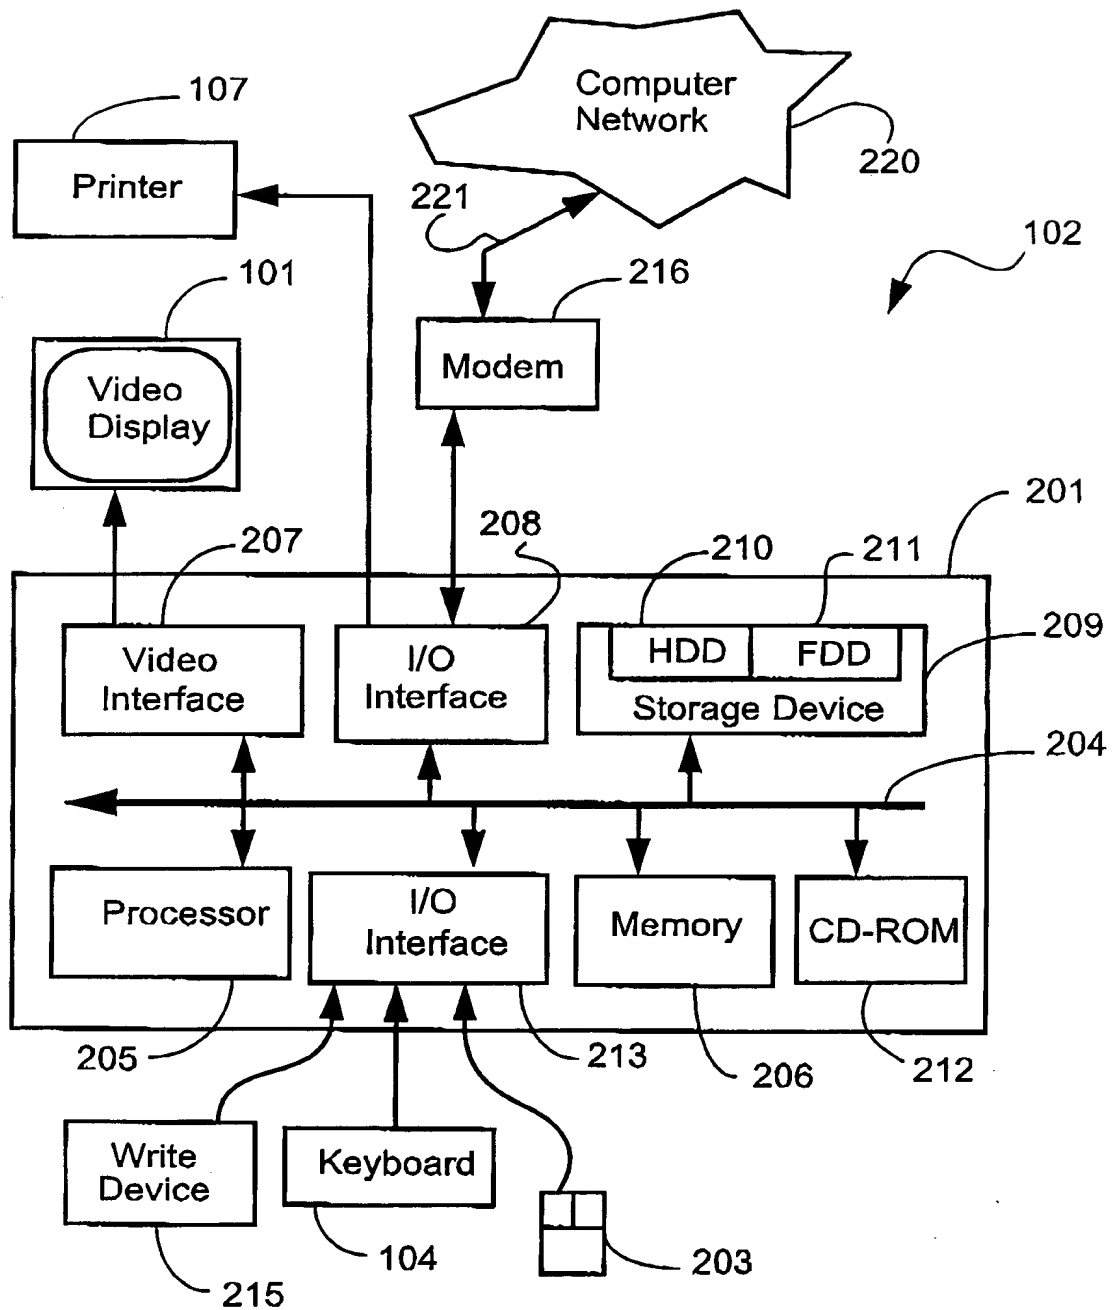 Computer
Network
107
220
Printer
221
102
101
216
Video
Display
Modem
201
207
208
210
211
209
Video
Interface
I/O
Interface
HDD
FDD
Storage Device
204
Processor
I/O
Interface
Memory
CD-ROM
205
213
206
212
Write
Device
Keyboard
215
104
203